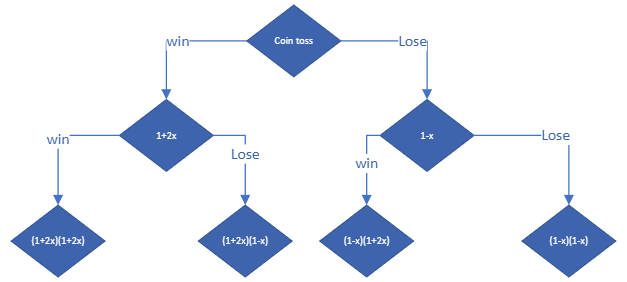 Coin toss
win
Lose
1+2x
1-x
win
Lose
win
Lose
(1+2x)(1+2x)
(1+2x)(1-x)
(1-x)(1+2x)
(1-x)(1-x)